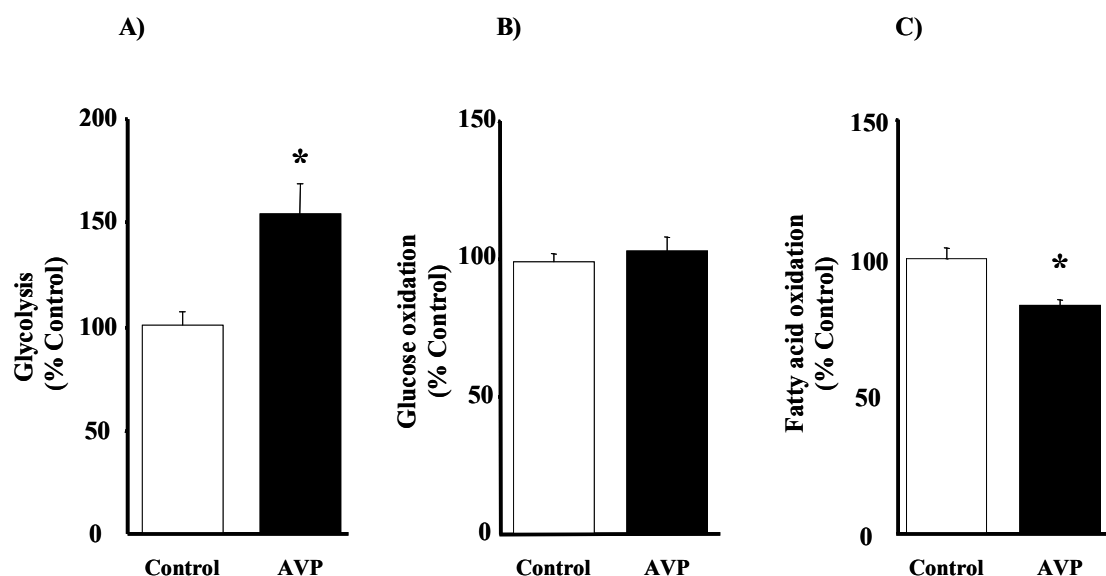 A)
B)
C)
200
150
100
50
0
Glycolysis
(% Control)
*
Control
AVP
150
100
50
0
Glucose oxidation
(% Control)
Control
AVP
150
100
50
0
Fatty acid oxidation
(% Control)
*
Control
AVP